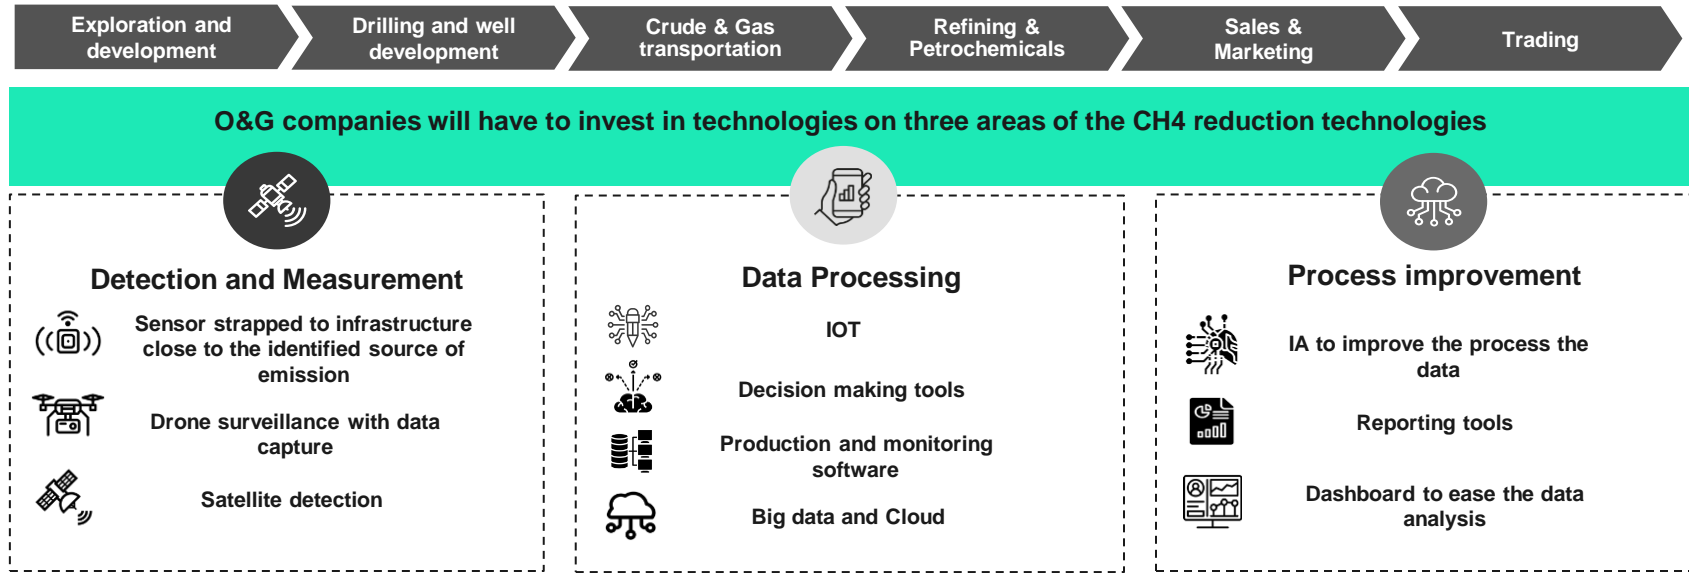 Exploration and
development
Drilling and well
development
Crude & Gas
transportation
Refining &
Petrochemicals
Sales &
Marketing
Trading
O&G companies will have to invest in technologies on three areas of the CH4 reduction technologies
Detection and Measurement
Sensor strapped to infrastructure
close to the identified source of
emission
Drone surveillance with data
capture
Satellite detection
Data Processing
IOT
Decision making tools
Production and monitoring
software
Big data and Cloud
Process improvement
IA to improve the process the
data
Reporting tools
Dashboard to ease the data
analysis